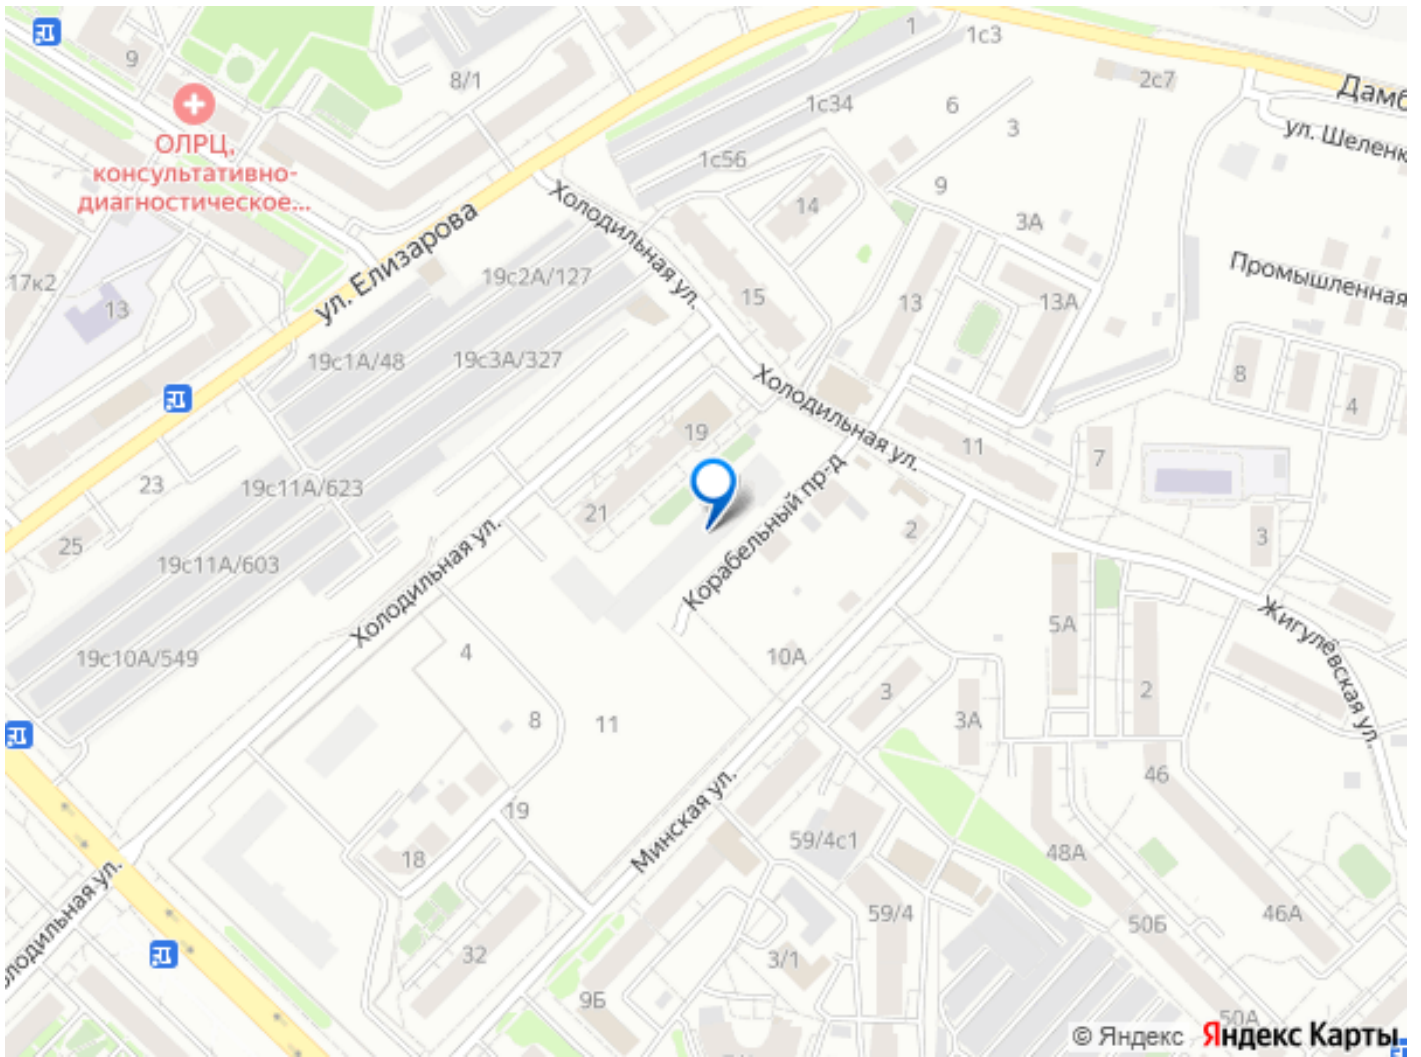 1
1с3
9
8/1
2с7
Дамб
ОЛРЦ,
консультативно-
диагностическое...
1с34
6
3
ул. Шеленк
1с56
9
Холодильная ул.
14
3А
ул. Елизарова
17к2
13
19с2А/127
15
13
13А
Промышленная
19с1А/48
19с3А/327
Холодильная ул.
8
4
19
11
7
23
19с11А/623
21
Корабельный пр-д
2
3
25
19с11А/603
Холодильная ул.
Жигулёвская ул.
5А
4
10А
19с10А/549
3
2
3А
8
11
46
Минская ул.
19
59/4с1
48А
18
олодильная ул.
59/4
50Б
46А
32
3/1
9Б
50А
© Яндекс
Яндекс Карты